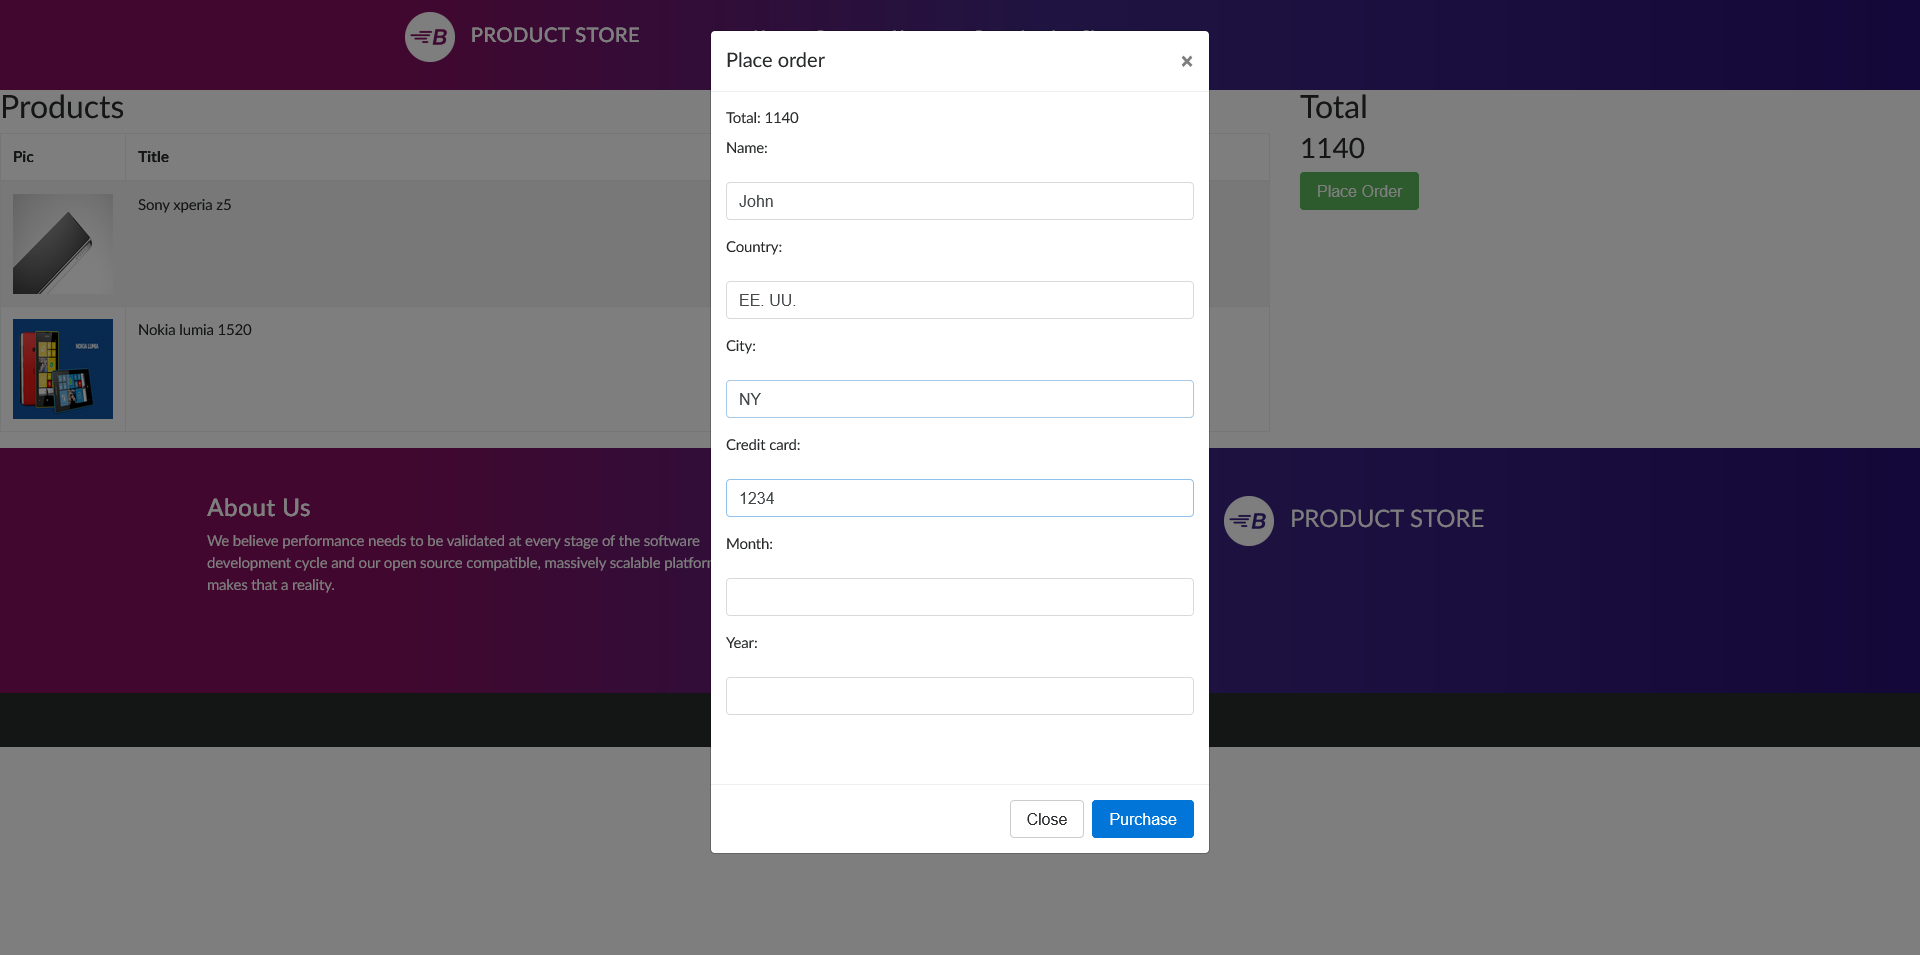 PRODUCT STORE
Place order
×
Products
Total
Total: 1140
1140
Name:
Pic
Title
Place Order
John
Sony xperia z5
Country:
EE. UU.
Nokia lumia 1520
City:
NOKIA LUMIA
NY
Credit card:
1234
About Us
PRODUCT STORE
We believe performance needs to be validated at every stage of the software
development cycle and our open source compatible, massively scalable
makes that a reality.
Month:
Year:
Close
Purchase